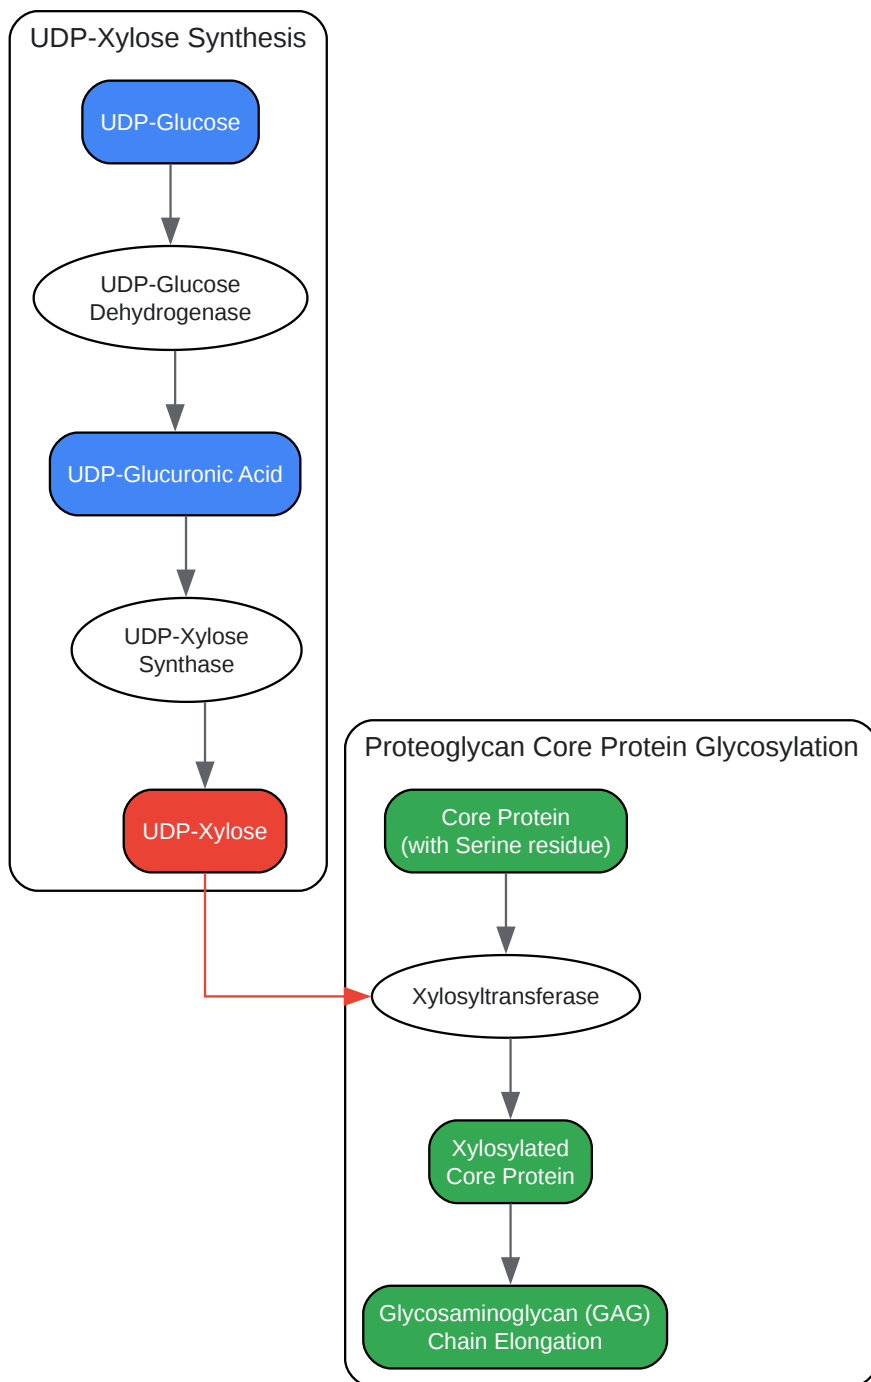 UDP-Xylose Synthesis
UDP-Glucose
UDP-Glucose
Dehydrogenase
UDP-Glucuronic Acid
UDP-Xylose
Synthase
UDP-Xylose
Proteoglycan Core Protein Glycosylation
Core Protein
(with Serine residue)
Xylosyltransferase
Xylosylated
Core Protein
Glycosaminoglycan (GAG)
Chain Elongation